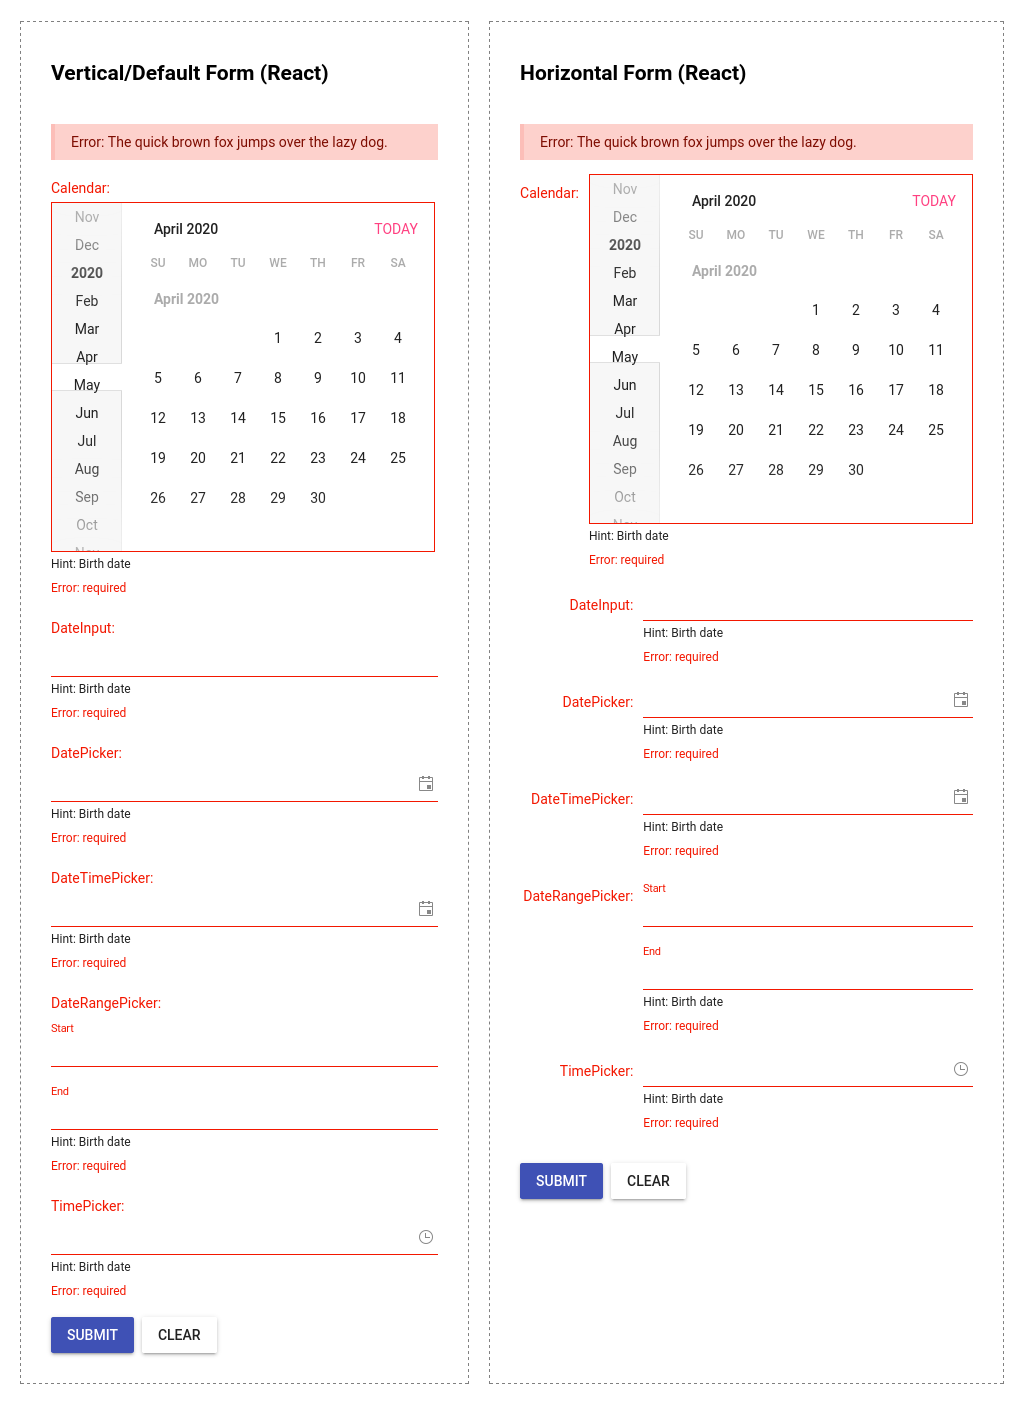 Vertical/Default Form (React)
Error: The quick brown fox jumps over the lazy dog.
Calendar:
Nov
Dec
2020
Feb
Mar
Apr
May
Jun
Jul
Aug
Sep
Oct
Nov
April 2020 TODAY
SU MO TU WE TH FR SA
April 2020
1 2 3 4
5 6 7 8 9 10 11
12 13 14 15 16 17 18
19 20 21 22 23 24 25
26 27 28 29 30
Hint: Birth date
Error: required
DateInput:
Hint: Birth date
Error: required
DatePicker:
Hint: Birth date
Error: required
DateTimePicker:
Hint: Birth date
Error: required
DateRangePicker:
Start
End
Hint: Birth date
Error: required
TimePicker:
Hint: Birth date
Error: required
SUBMIT CLEAR
Horizontal Form (React)
Error: The quick brown fox jumps over the lazy dog.
Calendar:
Nov
Dec
2020
Feb
Mar
Apr
May
Jun
Jul
Aug
Sep
Oct
Nov
April 2020 TODAY
SU MO TU WE TH FR SA
April 2020
1 2 3 4
5 6 7 8 9 10 11
12 13 14 15 16 17 18
19 20 21 22 23 24 25
26 27 28 29 30
Hint: Birth date
Error: required
DateInput:
Hint: Birth date
Error: required
DatePicker:
Hint: Birth date
Error: required
DateTimePicker:
Hint: Birth date
Error: required
DateRangePicker:
Start
End
Hint: Birth date
Error: required
TimePicker:
Hint: Birth date
Error: required
SUBMIT CLEAR